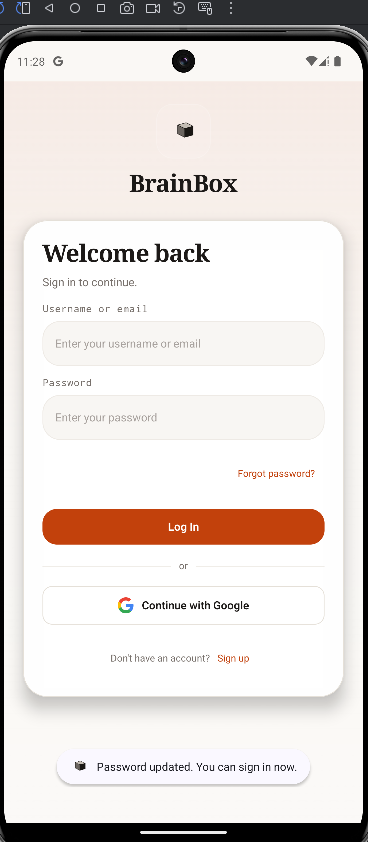 11:28 G
BrainBox
Welcome back
Sign in to continue.
Username or email
Enter your username or email
Password
Enter your password
Forgot password?
Log In
or
Continue with Google
Don't have an account? Sign up
Password updated. You can sign in now.